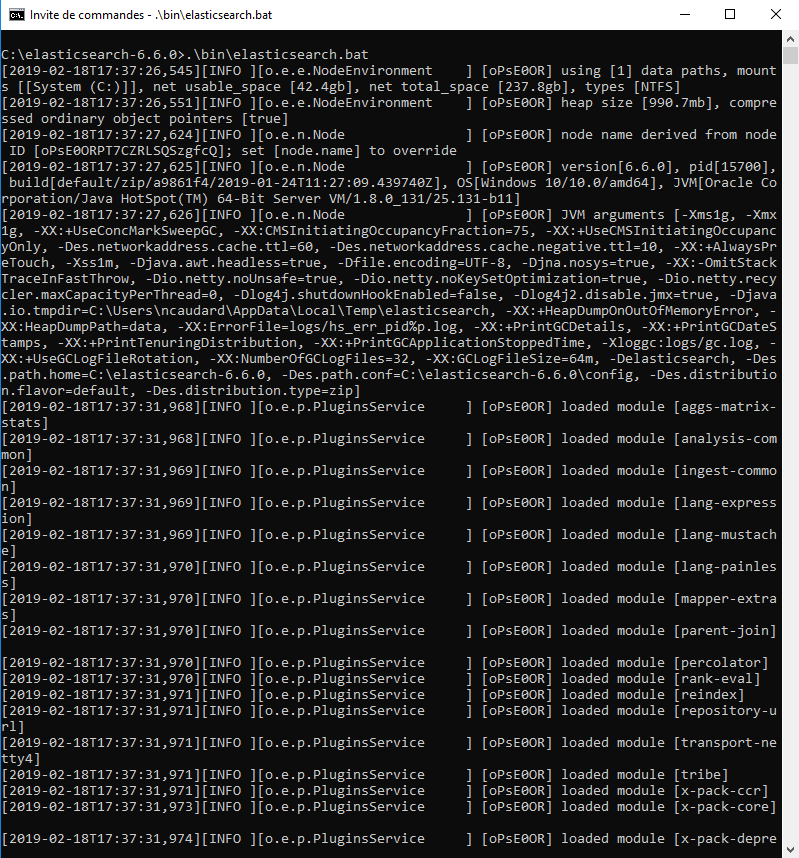 Invite de commandes - .\bin\elasticsearch.bat
C:\elasticsearch-6.6.0>.\bin\elasticsearch.bat
[2019-02-18T17:37:26,545][INFO ][o.e.e.NodeEnvironment    ] [oPsE0OR] using [1] data paths, mount
s [[System (C:)]], net usable_space [42.4gb], net total_space [237.8gb], types [NTFS]
[2019-02-18T17:37:26,551][INFO ][o.e.e.NodeEnvironment    ] [oPsE0OR] heap size [990.7mb], compre
ssed ordinary object pointers [true]
[2019-02-18T17:37:27,624][INFO ][o.e.n.Node               ] [oPsE0OR] node name derived from node
ID [oPsE0ORPT7CZRLSQSzgfcQ]; set [node.name] to override
[2019-02-18T17:37:27,625][INFO ][o.e.n.Node               ] [oPsE0OR] version[6.6.0], pid[15700],
build[default/zip/a9861f4/2019-01-24T11:27:09.439740Z], OS[Windows 10/10.0/amd64], JVM[Oracle Co
rporation/Java HotSpot(TM) 64-Bit Server VM/1.8.0_131/25.131-b11]
[2019-02-18T17:37:27,626][INFO ][o.e.n.Node               ] [oPsE0OR] JVM arguments [-Xms1g, -Xmx
1g, -XX:+UseConcMarkSweepGC, -XX:CMSInitiatingOccupancyFraction=75, -XX:+UseCMSInitiatingOccupanc
yOnly, -Des.networkaddress.cache.ttl=60, -Des.networkaddress.cache.negative.ttl=10, -XX:+AlwaysPr
eTouch, -Xss1m, -Djava.awt.headless=true, -Dfile.encoding=UTF-8, -Djna.nosys=true, -XX:-OmitStack
TraceInFastThrow, -Dio.netty.noUnsafe=true, -Dio.netty.noKeySetOptimization=true, -Dio.netty.recy
cler.maxCapacityPerThread=0, -Dlog4j.shutdownHookEnabled=false, -Dlog4j2.disable.jmx=true, -Djava
.io.tmpdir=C:\Users\ncaudard\AppData\Local\Temp\elasticsearch, -XX:+HeapDumpOnOutOfMemoryError, -
XX:HeapDumpPath=data, -XX:ErrorFile=logs/hs_err_pid%p.log, -XX:+PrintGCDetails, -XX:+PrintGCDateS
tamps, -XX:+PrintTenuringDistribution, -XX:+PrintGCApplicationStoppedTime, -Xloggc:logs/gc.log, -
XX:+UseGCLogFileRotation, -XX:NumberOfGCLogFiles=32, -XX:GCLogFileSize=64m, -Delasticsearch, -Des
.path.home=C:\elasticsearch-6.6.0, -Des.path.conf=C:\elasticsearch-6.6.0\config, -Des.distributio
n.flavor=default, -Des.distribution.type=zip]
[2019-02-18T17:37:31,968][INFO ][o.e.p.PluginsService     ] [oPsE0OR] loaded module [aggs-matrix-
stats]
[2019-02-18T17:37:31,968][INFO ][o.e.p.PluginsService     ] [oPsE0OR] loaded module [analysis-com
mon]
[2019-02-18T17:37:31,969][INFO ][o.e.p.PluginsService     ] [oPsE0OR] loaded module [ingest-commo
n]
[2019-02-18T17:37:31,969][INFO ][o.e.p.PluginsService     ] [oPsE0OR] loaded module [lang-express
ion]
[2019-02-18T17:37:31,969][INFO ][o.e.p.PluginsService     ] [oPsE0OR] loaded module [lang-mustach
e]
[2019-02-18T17:37:31,970][INFO ][o.e.p.PluginsService     ] [oPsE0OR] loaded module [lang-painles
s]
[2019-02-18T17:37:31,970][INFO ][o.e.p.PluginsService     ] [oPsE0OR] loaded module [mapper-extra
s]
[2019-02-18T17:37:31,970][INFO ][o.e.p.PluginsService     ] [oPsE0OR] loaded module [parent-join]
[2019-02-18T17:37:31,970][INFO ][o.e.p.PluginsService     ] [oPsE0OR] loaded module [percolator]
[2019-02-18T17:37:31,970][INFO ][o.e.p.PluginsService     ] [oPsE0OR] loaded module [rank-eval]
[2019-02-18T17:37:31,971][INFO ][o.e.p.PluginsService     ] [oPsE0OR] loaded module [reindex]
[2019-02-18T17:37:31,971][INFO ][o.e.p.PluginsService     ] [oPsE0OR] loaded module [repository-u
rl]
[2019-02-18T17:37:31,971][INFO ][o.e.p.PluginsService     ] [oPsE0OR] loaded module [transport-ne
tty4]
[2019-02-18T17:37:31,971][INFO ][o.e.p.PluginsService     ] [oPsE0OR] loaded module [tribe]
[2019-02-18T17:37:31,971][INFO ][o.e.p.PluginsService     ] [oPsE0OR] loaded module [x-pack-ccr]
[2019-02-18T17:37:31,973][INFO ][o.e.p.PluginsService     ] [oPsE0OR] loaded module [x-pack-core]
[2019-02-18T17:37:31,974][INFO ][o.e.p.PluginsService     ] [oPsE0OR] loaded module [x-pack-depre